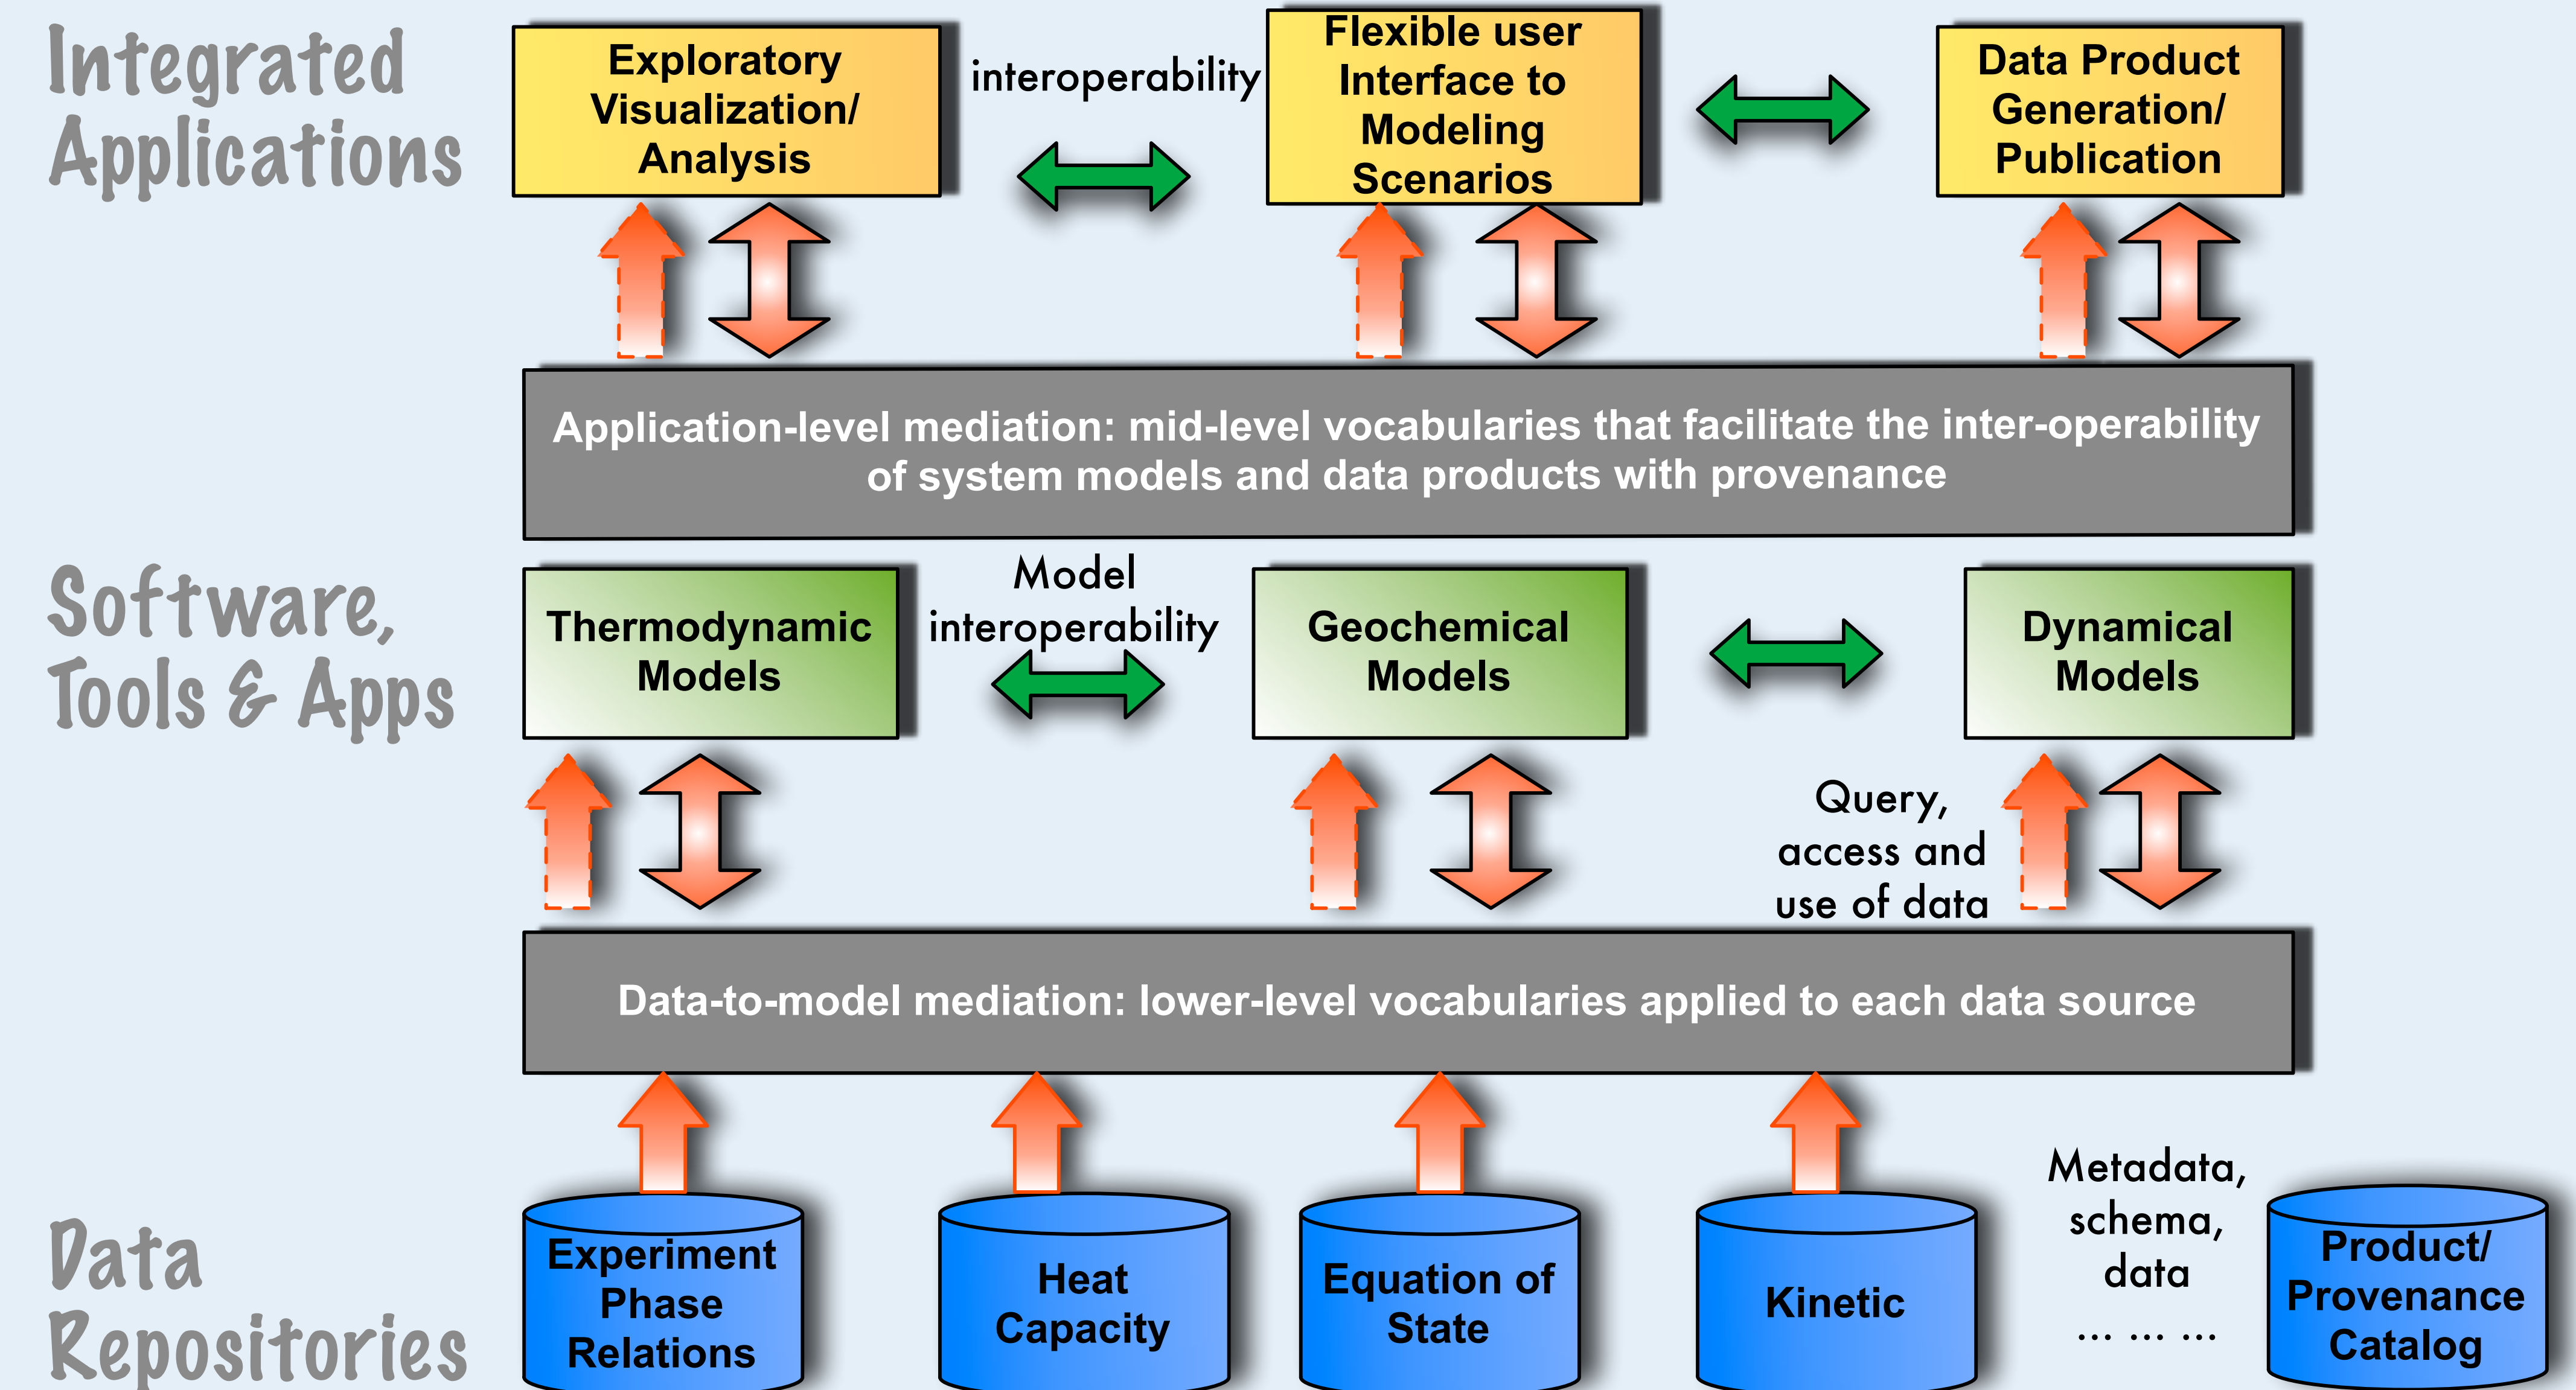 Integrated
Applications
Exploratory
Visualization/
Analysis
interoperability
Flexible user
Interface to
Modeling
Scenarios
Data Product
Generation/
Publication
Application-level mediation: mid-level vocabularies that facilitate the inter-operability
of system models and data products with provenance
Software,
Tools & Apps
Thermodynamic
Models
Model
interoperability
Geochemical
Models
Dynamical
Models
Query,
access and
use of data
Data-to-model mediation: lower-level vocabularies applied to each data source
Data
Repositories
Experiment
Phase
Relations
Heat
Capacity
Equation of
State
Kinetic
Metadata,
schema,
data
... ... ...
Product/
Provenance
Catalog